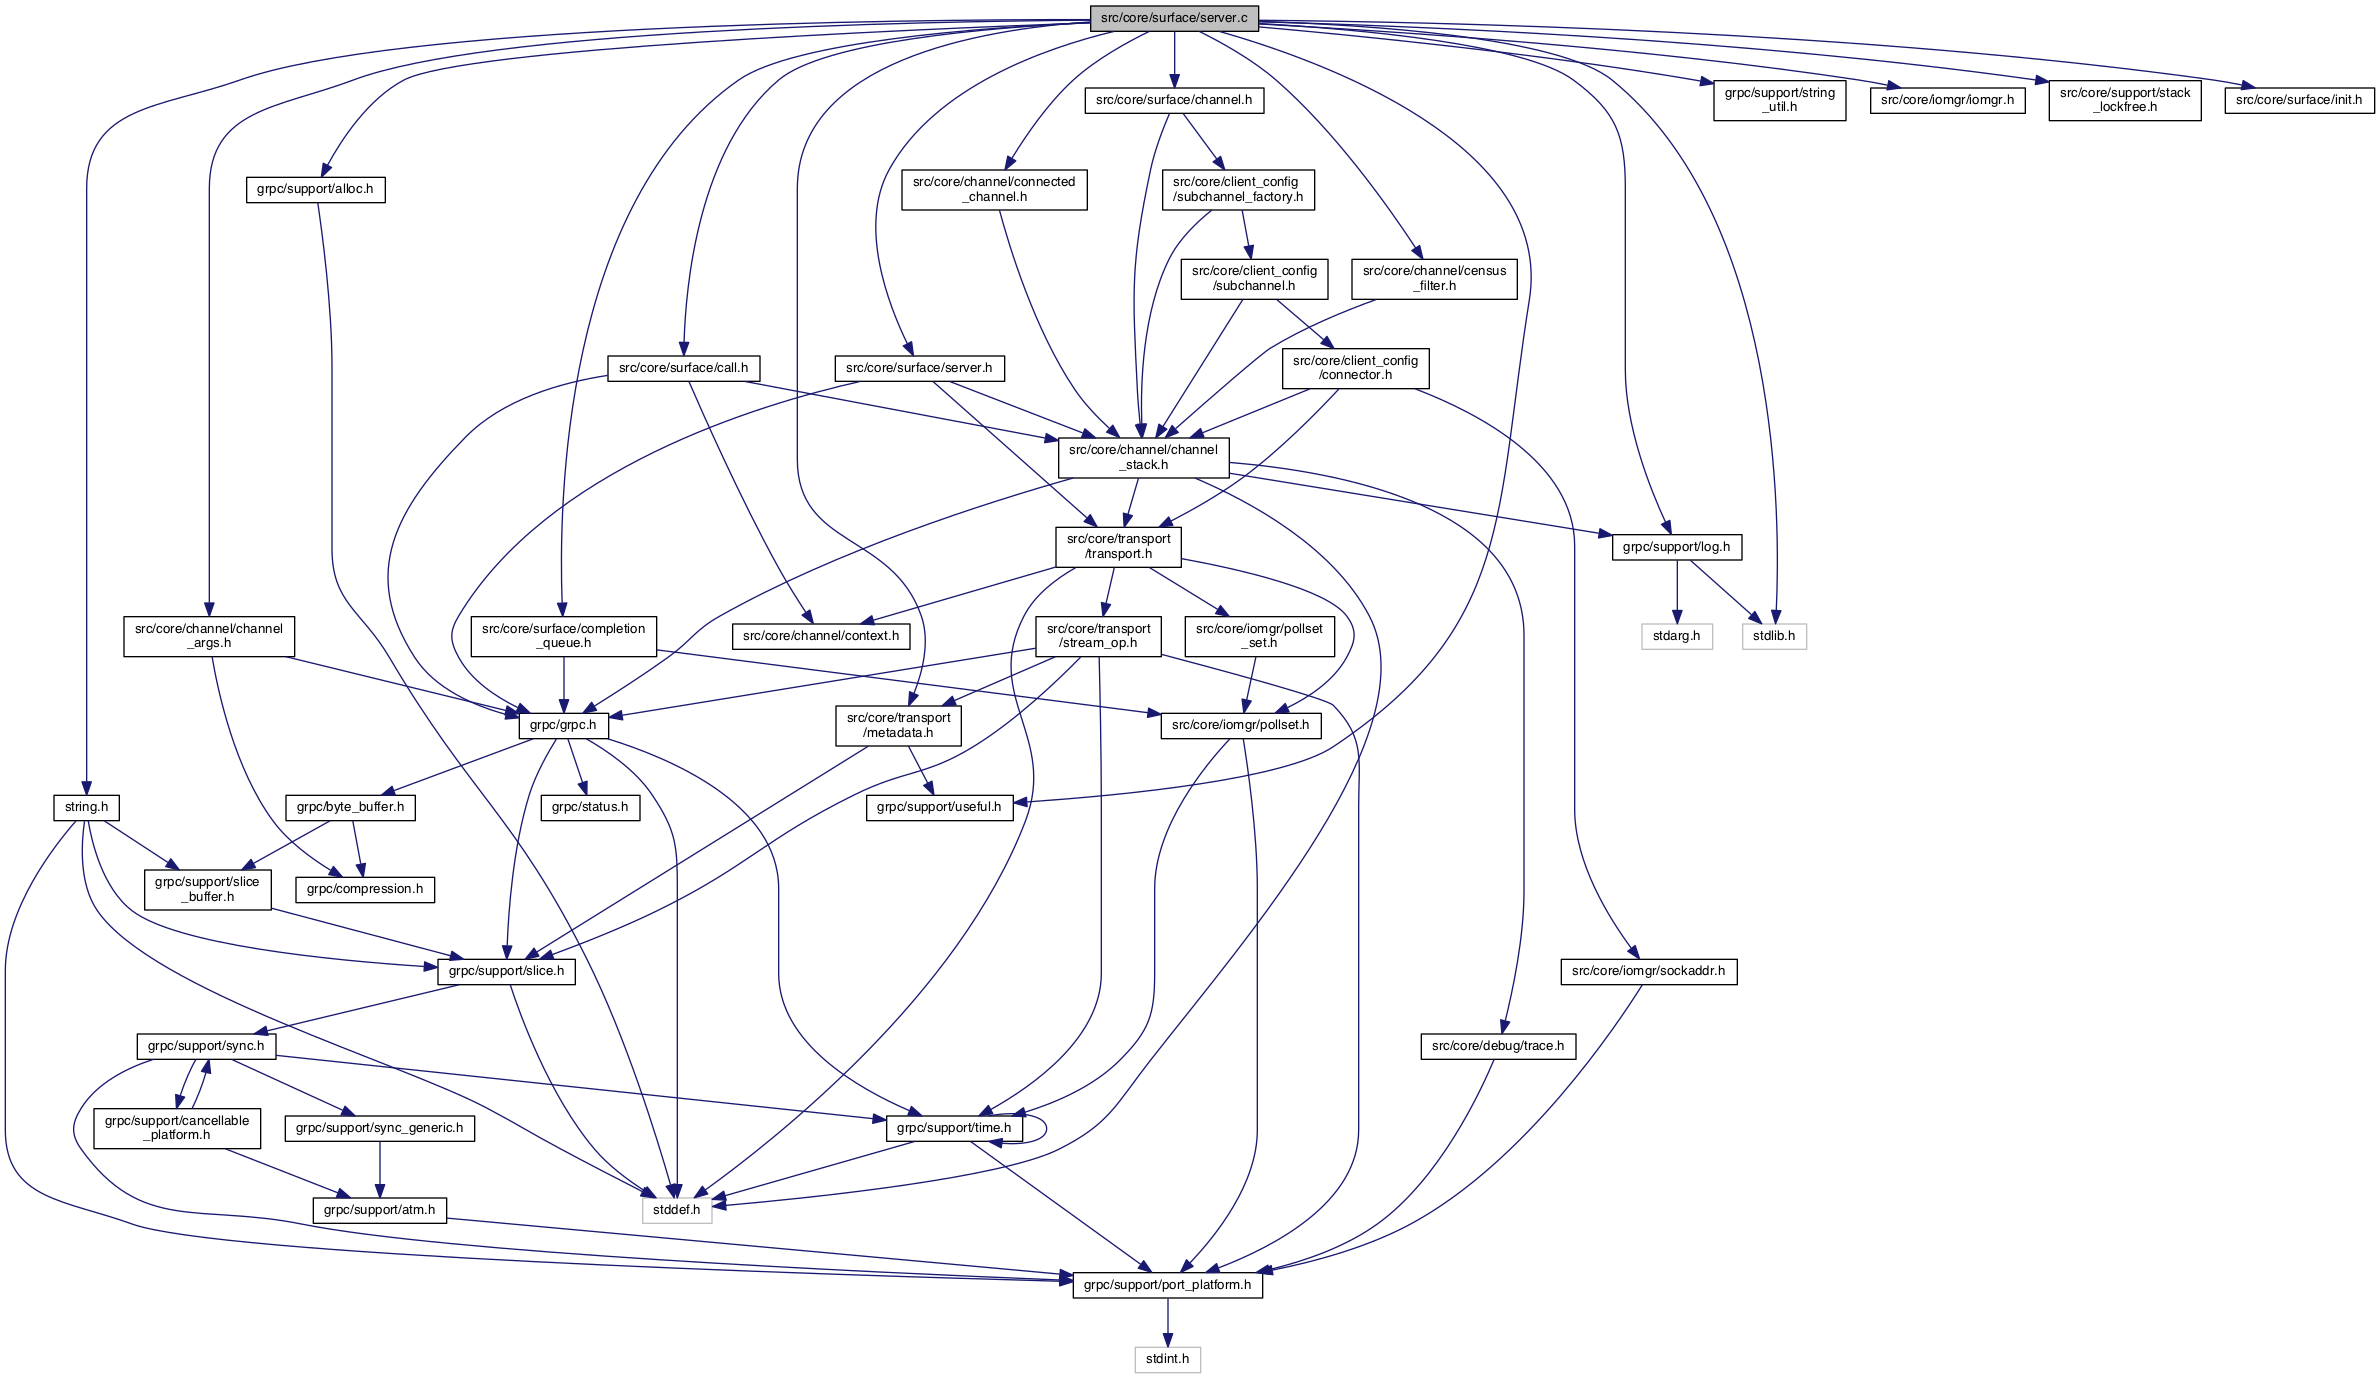 src/core/surface/server.c
grpc/support/string
_util.h
src/core/iomgr/iomgr.h
src/core/support/stack
_lockfree.h
src/core/surface/init.h
src/core/surface/channel.h
grpc/support/alloc.h
src/core/channel/connected
_channel.h
src/core/client_config
/subchannel_factory.h
src/core/client_config
/subchannel.h
src/core/channel/census
_filter.h
src/core/surface/call.h
src/core/surface/server.h
src/core/client_config
/connector.h
src/core/channel/channel
_stack.h
src/core/transport
/transport.h
grpc/support/log.h
src/core/channel/channel
_args.h
src/core/surface/completion
_queue.h
src/core/channel/context.h
src/core/transport
/stream_op.h
src/core/iomgr/pollset
_set.h
stdarg.h
stdlib.h
grpc/grpc.h
src/core/transport
/metadata.h
src/core/iomgr/pollset.h
string.h
grpc/byte_buffer.h
grpc/status.h
grpc/support/useful.h
grpc/support/slice
_buffer.h
grpc/compression.h
grpc/support/slice.h
src/core/iomgr/sockaddr.h
grpc/support/sync.h
src/core/debug/trace.h
grpc/support/cancellable
_platform.h
grpc/support/sync_generic.h
grpc/support/time.h
grpc/support/atm.h
stddef.h
grpc/support/port_platform.h
stdint.h